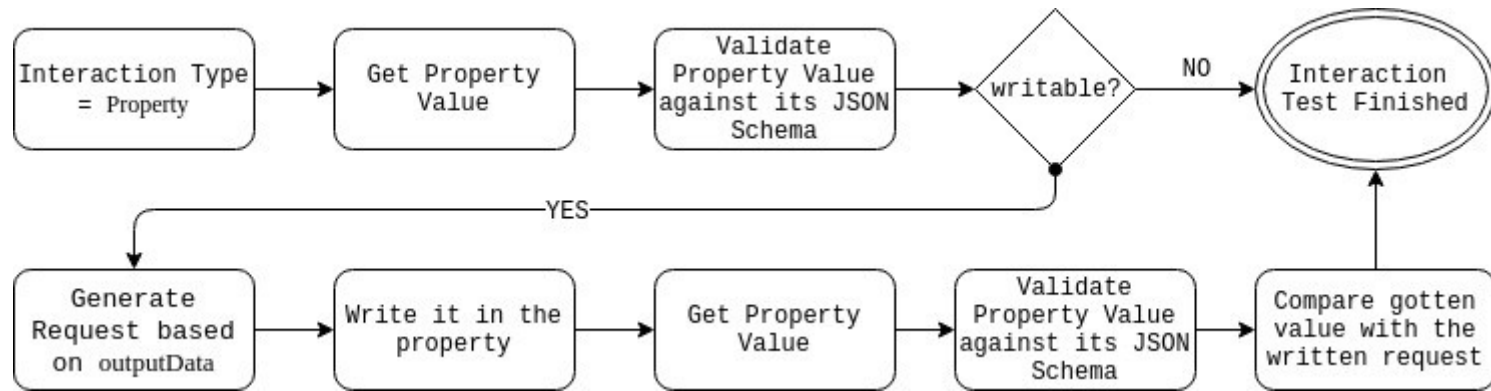 Interaction Type
= Property
Get Property
Value
Validate
Property Value
against its JSON
Schema
writable?
NO
Interaction
Test Finished
YES
Generate
Request based
on outputData
Write it in the
property
Get Property
Value
Validate
Property Value
against its JSON
Schema
Compare gotten
value with the
written request